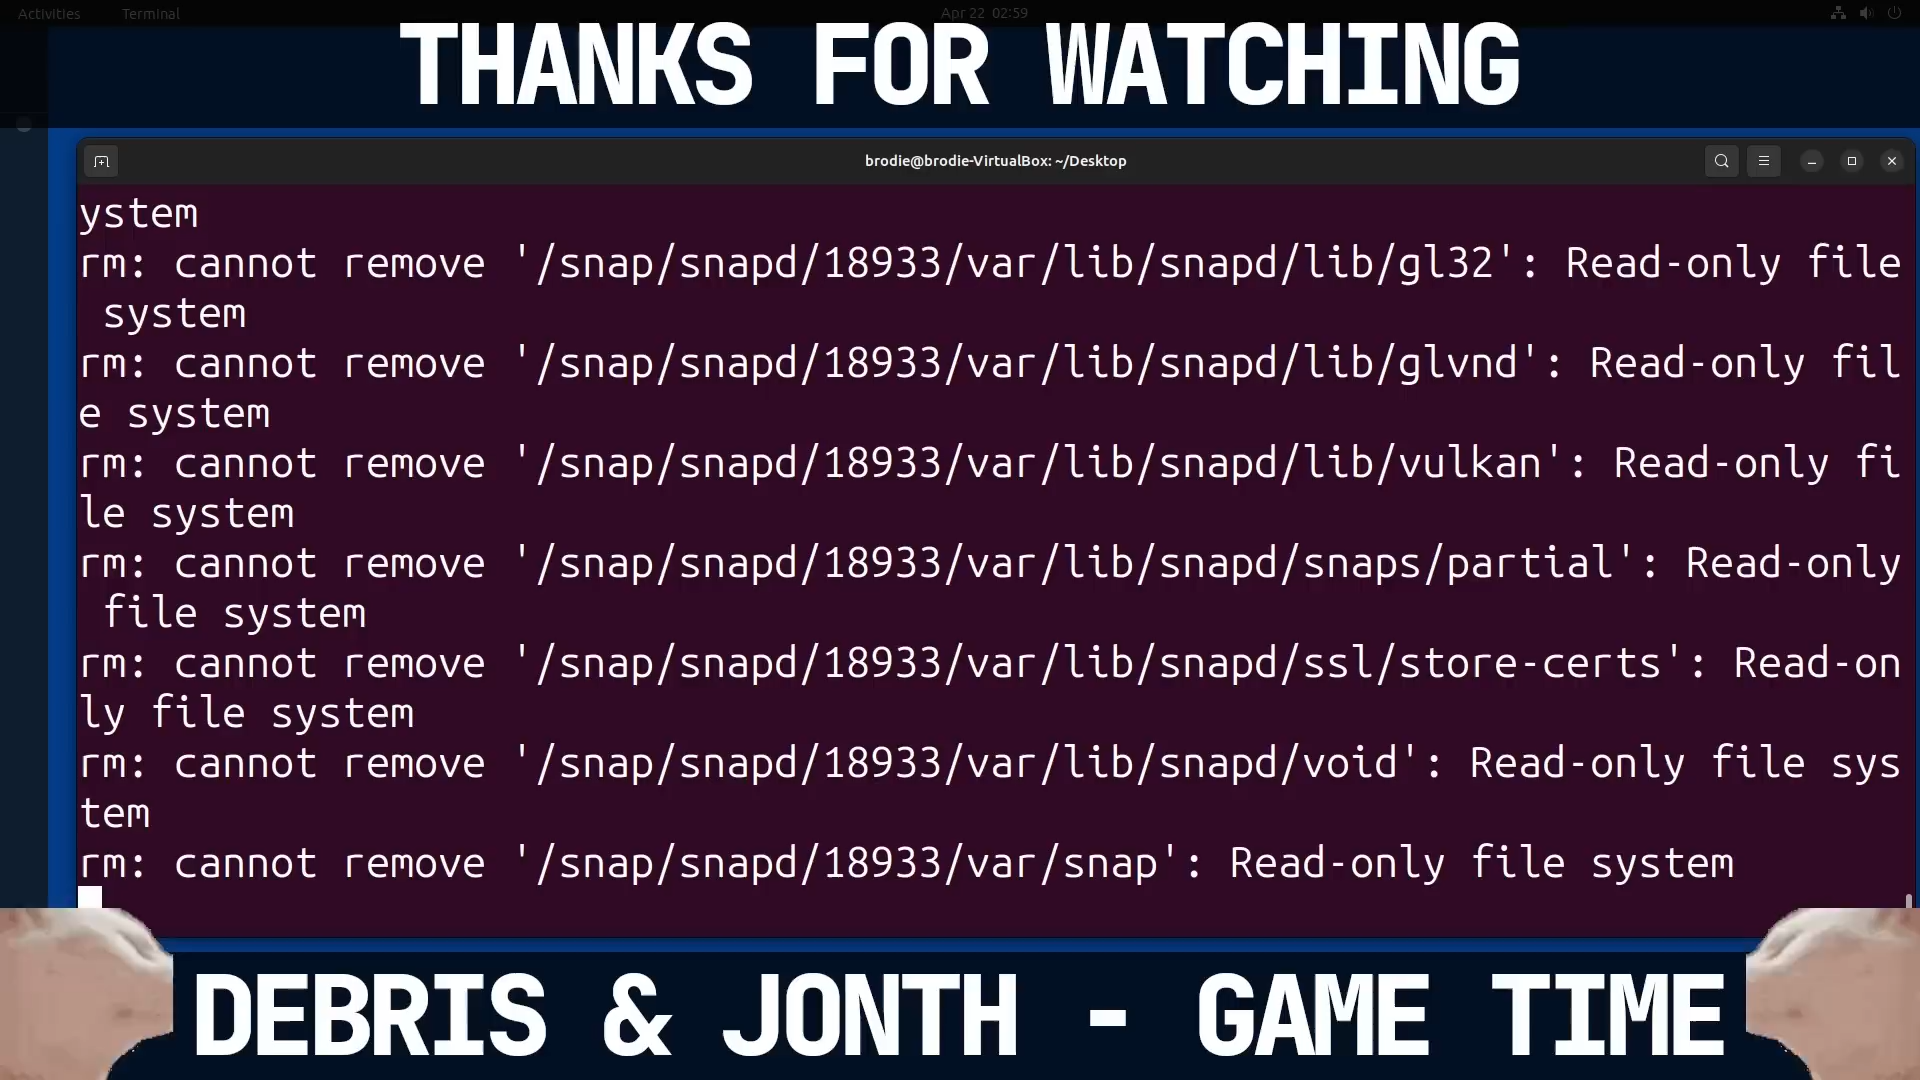 Activities Terminal Apr 22 02:59
THANKS FOR WATCHING
brodie@brodie-VirtualBox: ~/Desktop
ystem
rm: cannot remove '/snap/snapd/18933/var/lib/snapd/lib/gl32': Read-only file
 system
rm: cannot remove '/snap/snapd/18933/var/lib/snapd/lib/glvnd': Read-only fil
e system
rm: cannot remove '/snap/snapd/18933/var/lib/snapd/lib/vulkan': Read-only fi
le system
rm: cannot remove '/snap/snapd/18933/var/lib/snapd/snaps/partial': Read-only
 file system
rm: cannot remove '/snap/snapd/18933/var/lib/snapd/ssl/store-certs': Read-on
ly file system
rm: cannot remove '/snap/snapd/18933/var/lib/snapd/void': Read-only file sys
tem
rm: cannot remove '/snap/snapd/18933/var/snap': Read-only file system
DEBRIS & JONTH - GAME TIME